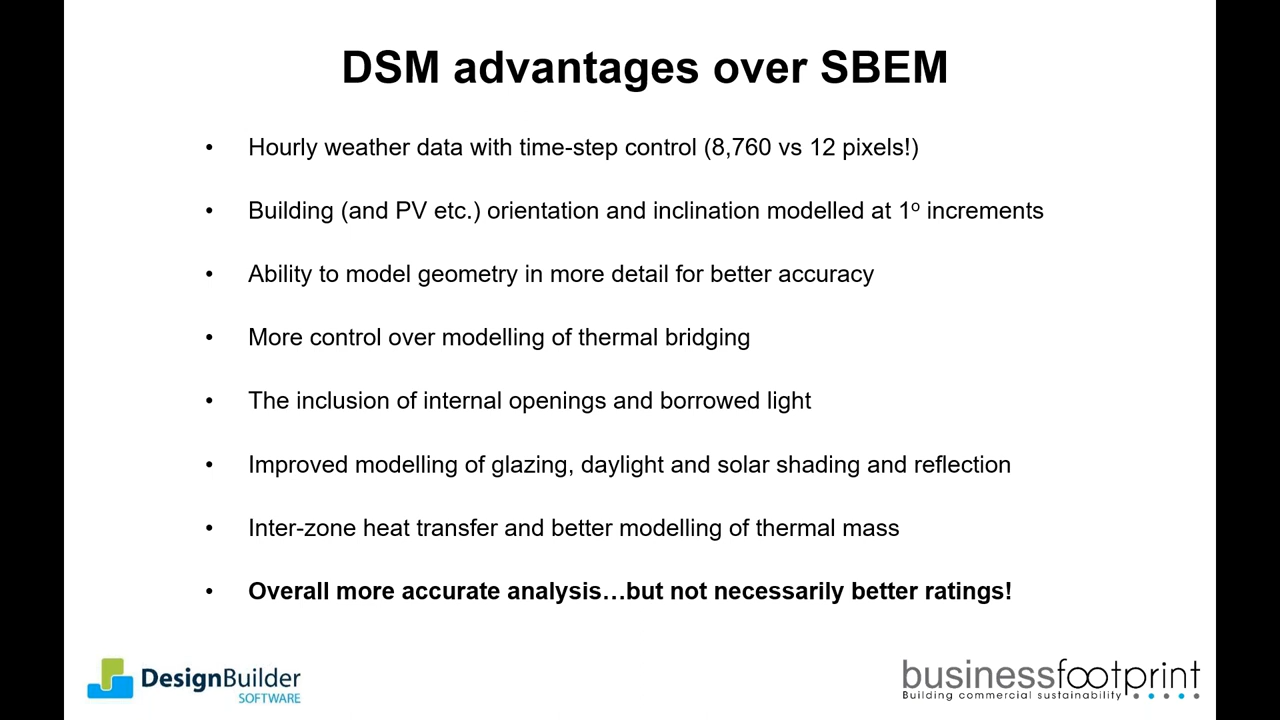 DSM advantages over SBEM
• Hourly weather data with time-step control (8,760 vs 12 pixels!)
• Building (and PV etc.) orientation and inclination modelled at 1º increments
• Ability to model geometry in more detail for better accuracy
• More control over modelling of thermal bridging
• The inclusion of internal openings and borrowed light
• Improved modelling of glazing, daylight and solar shading and reflection
• Inter-zone heat transfer and better modelling of thermal mass
• Overall more accurate analysis…but not necessarily better ratings!
DesignBuilder
SOFTWARE
businessfootprint
Building commercial sustainability